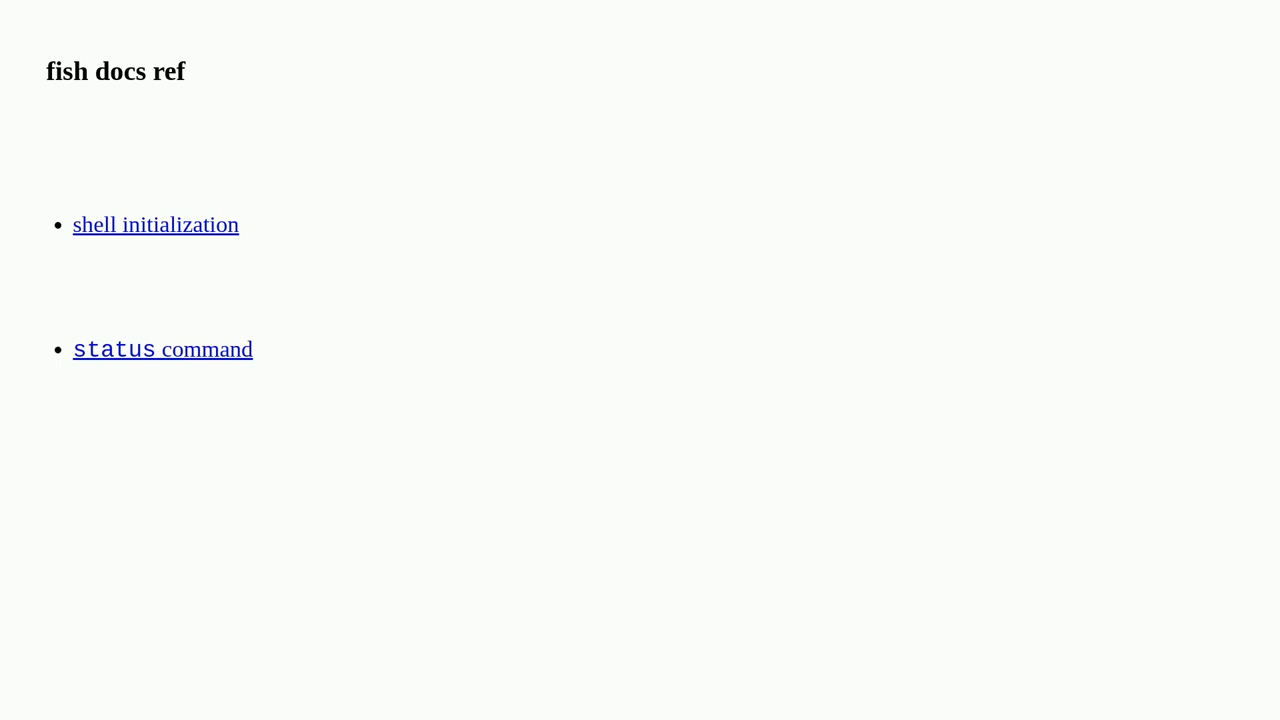 fish docs ref
• shell initialization
• status command